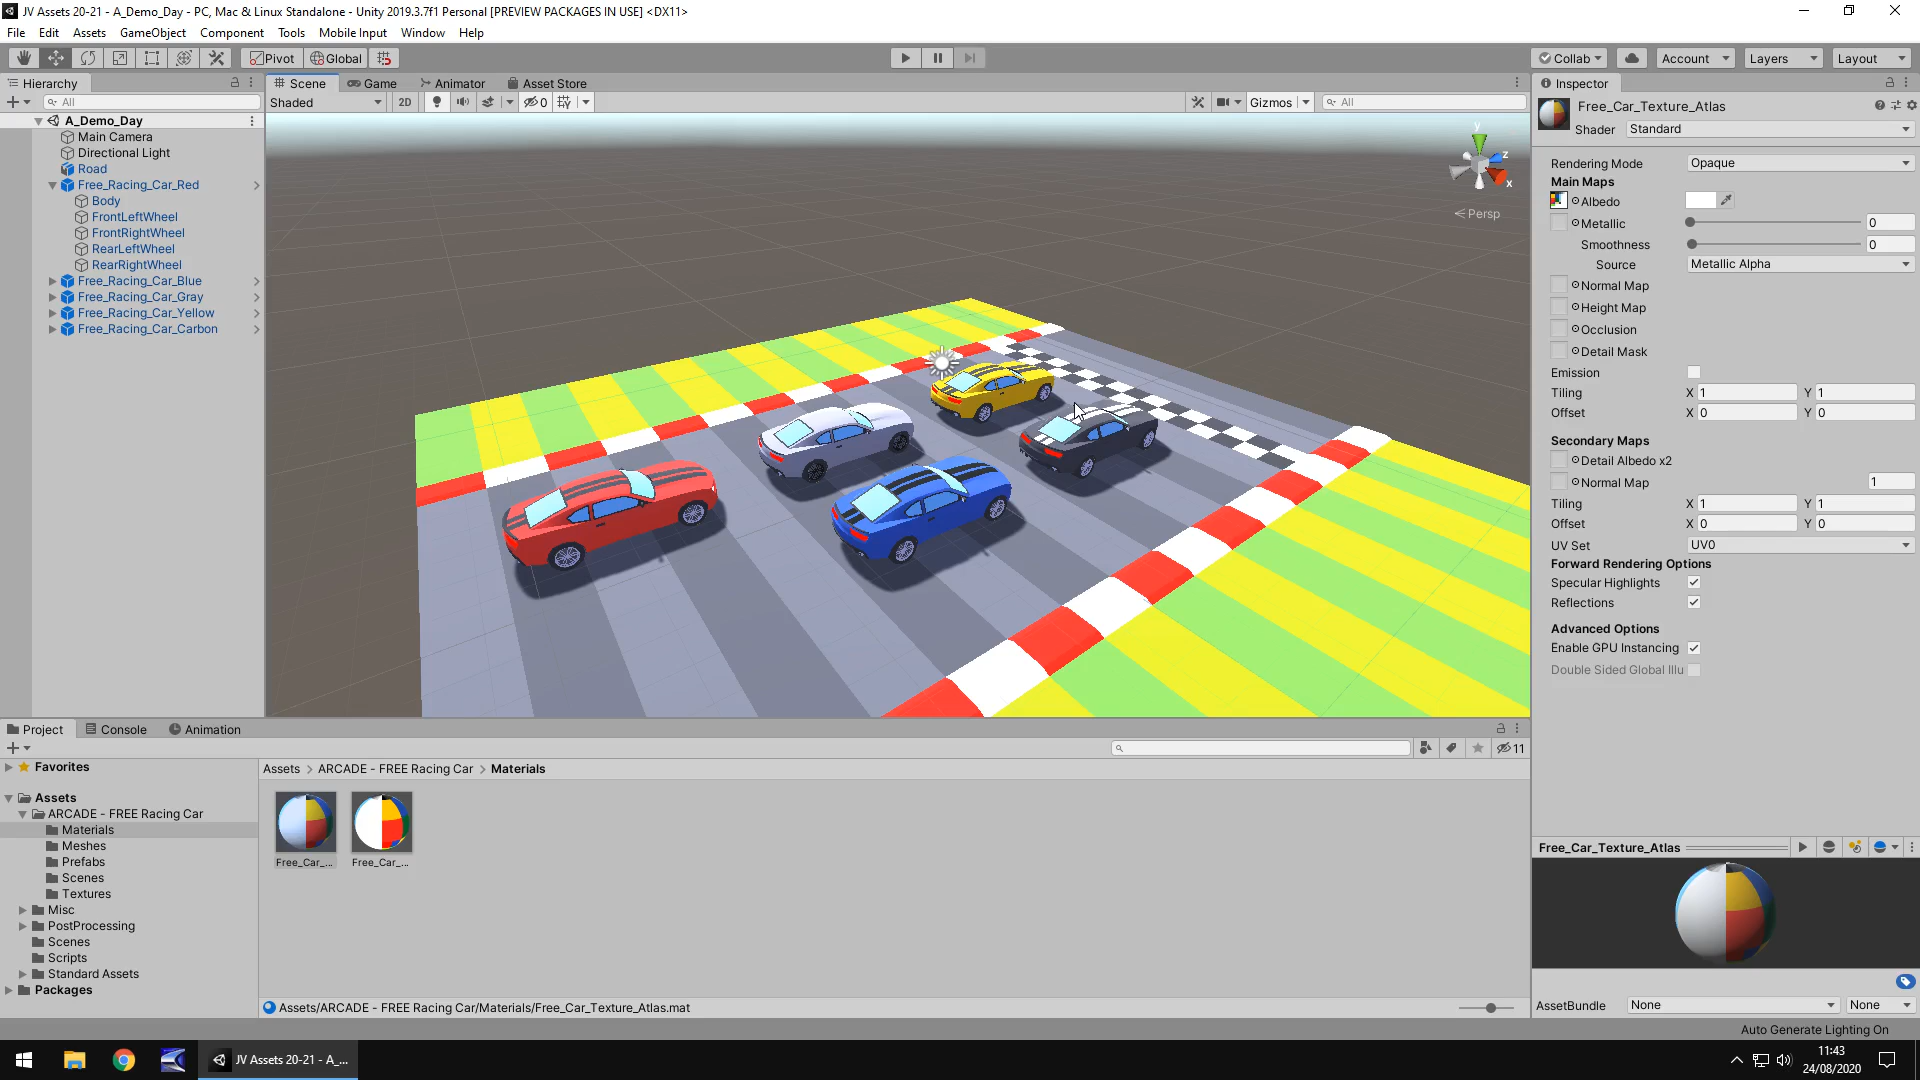 JV Assets 20-21 - A_Demo_Day - PC, Mac & Linux Standalone - Unity 2019.3.7f1 Personal [PREVIEW PACKAGES IN USE] <DX11>
File Edit Assets GameObject Component Tools Mobile Input Window Help
Pivot Global Collab Account Layers Layout
Hierarchy Scene Game Animator Asset Store Inspector
All Shaded 2D 0 Gizmos All
Free_Car_Texture_Atlas
Shader Standard
A_Demo_Day
Main Camera
Directional Light
Road
Free_Racing_Car_Red
Body
FrontLeftWheel
FrontRightWheel
RearLeftWheel
RearRightWheel
Free_Racing_Car_Blue
Free_Racing_Car_Gray
Free_Racing_Car_Yellow
Free_Racing_Car_Carbon
y
z
x
Persp
Rendering Mode Opaque
Main Maps
Albedo
Metallic 0
Smoothness 0
Source Metallic Alpha
Normal Map
Height Map
Occlusion
Detail Mask
Emission
Tiling X 1 Y 1
Offset X 0 Y 0
Secondary Maps
Detail Albedo x2
Normal Map 1
Tiling X 1 Y 1
Offset X 0 Y 0
UV Set UV0
Forward Rendering Options
Specular Highlights
Reflections
Advanced Options
Enable GPU Instancing
Double Sided Global Illu
Project Console Animation
11
Favorites
Assets
ARCADE - FREE Racing Car
Materials
Meshes
Prefabs
Scenes
Textures
Misc
PostProcessing
Scenes
Scripts
Standard Assets
Packages
Assets > ARCADE - FREE Racing Car > Materials
Free_Car_... Free_Car_...
Assets/ARCADE - FREE Racing Car/Materials/Free_Car_Texture_Atlas.mat
Free_Car_Texture_Atlas
AssetBundle None None
Auto Generate Lighting On
JV Assets 20-21 - A_...
11:43
24/08/2020